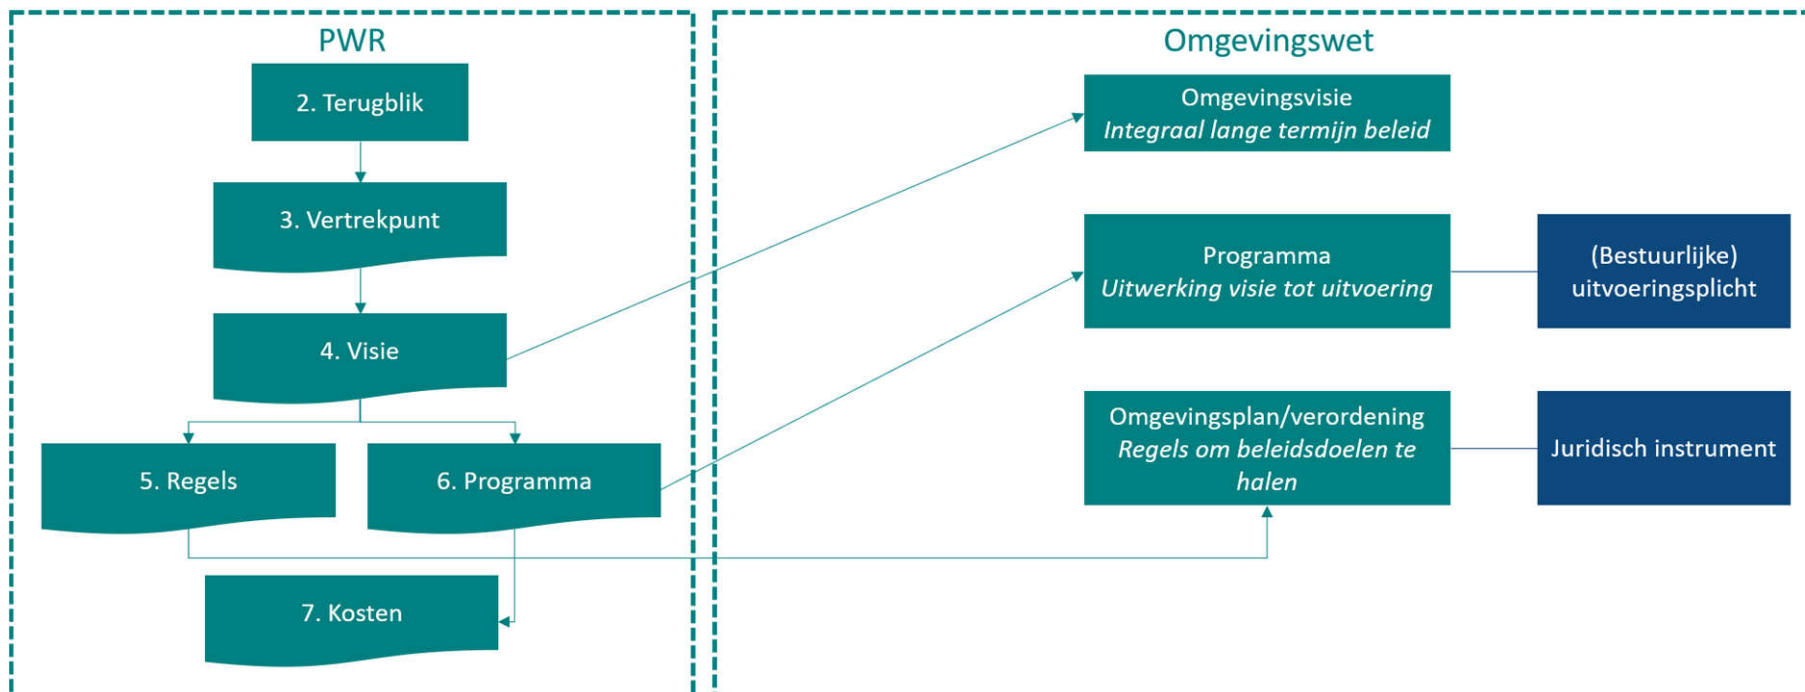 PWR
2. Terugblik
3. Vertrekpunt
4. Visie
5. Regels
6. Programma
7. Kosten
Omgevingswet
Omgevingsvisie
Integraal lange termijn beleid
Programma
Uitwerking visie tot uitvoering
(Bestuurlijke)
uitvoeringsplicht
Omgevingsplan/verordening
Regels om beleidsdoelen te
halen
Juridisch instrument